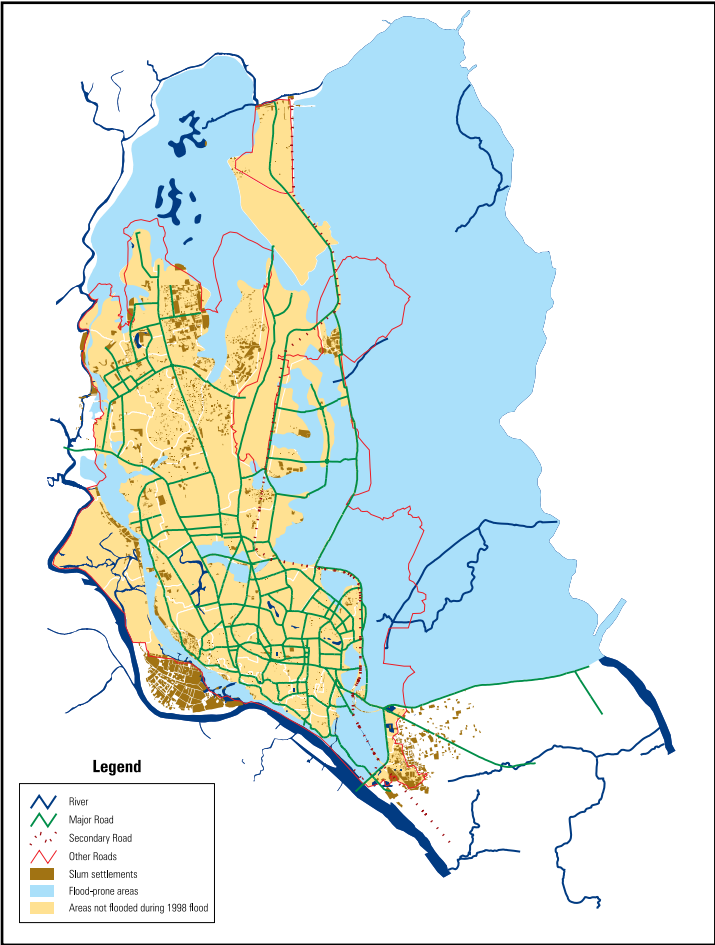 Legend
River
Major Road
Secondary Road
Other Roads
Slum settlements
Flood-prone areas
Areas not flooded during 1998 flood